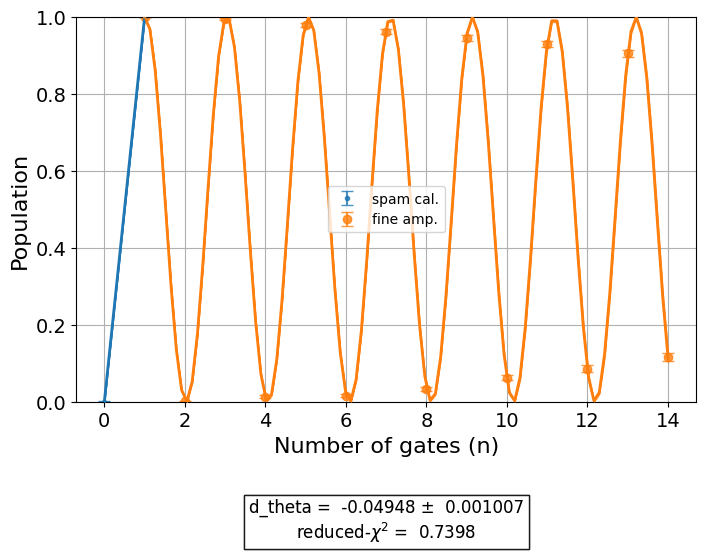 1.0
0.8
0.6
0.4
0.2
0.0
Population
spam cal.
fine amp.
0 2 4 6 8 10 12 14
Number of gates (n)
d_theta = -0.04948 ± 0.001007
reduced-χ² = 0.7398